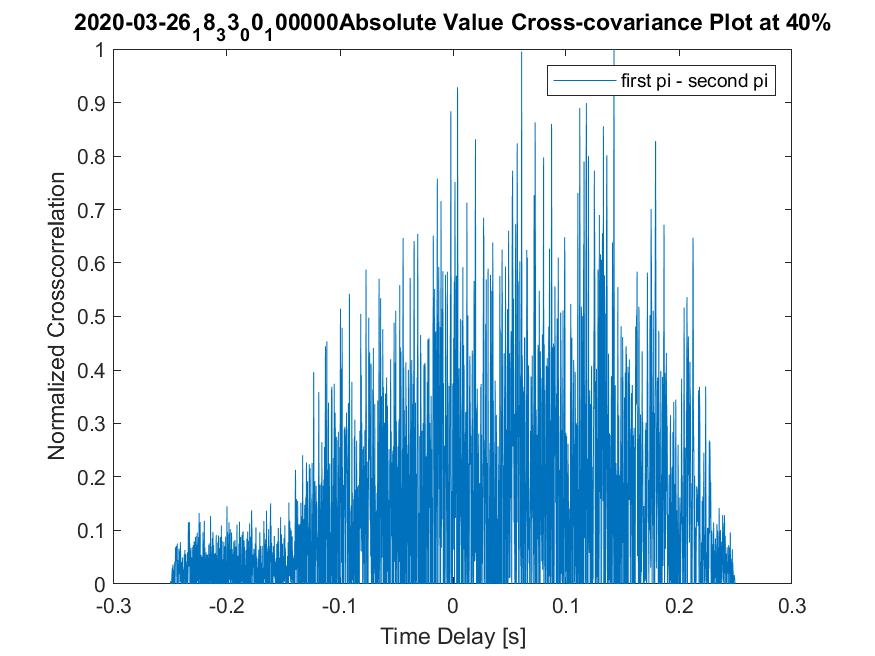 2020-03-26₁8₃3₀0₁00000Absolute Value Cross-covariance Plot at 40%
first pi - second pi
Normalized Crosscorrelation
1
0.9
0.8
0.7
0.6
0.5
0.4
0.3
0.2
0.1
0
-0.3 -0.2 -0.1 0 0.1 0.2 0.3
Time Delay [s]